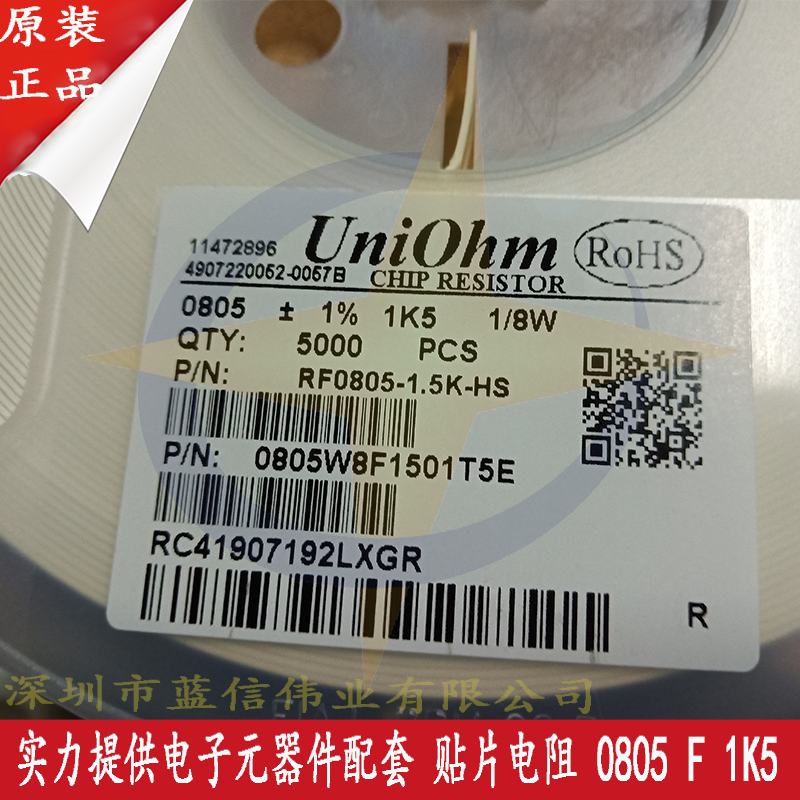 原装
正品
UniOhm
RoHS
11472896
4907220052-0057B
CHIP RESISTOR
0805 ± 1% 1K5 1/8W
QTY: 5000 PCS
P/N: RF0805-1.5K-HS
P/N: 0805W8F1501T5E
RC41907192LXGR
R
深圳市蓝信伟业有限公司
实力提供电子元器件配套 贴片电阻 0805 F 1K5